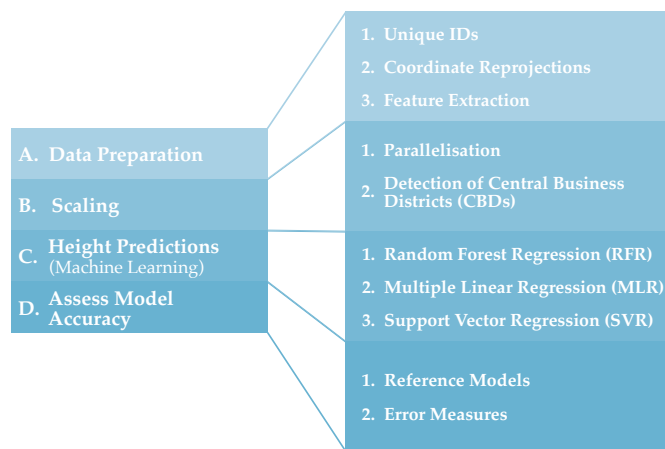 A. Data Preparation
B. Scaling
C. Height Predictions
(Machine Learning)
D. Assess Model
Accuracy
1. Unique IDs
2. Coordinate Reprojections
3. Feature Extraction
1. Parallelisation
2. Detection of Central Business
Districts (CBDs)
1. Random Forest Regression (RFR)
2. Multiple Linear Regression (MLR)
3. Support Vector Regression (SVR)
1. Reference Models
2. Error Measures